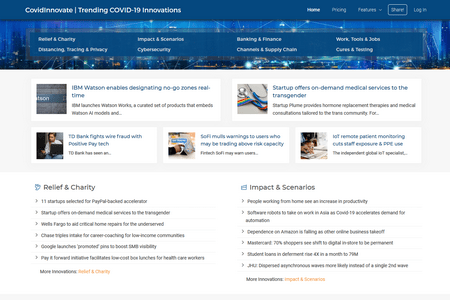 CovidInnovate | Trending COVID-19 Innovations
Home Pricing Features Share! Log in
Relief & Charity
Impact & Scenarios
Banking & Finance
Work, Tools & Jobs
Distancing, Tracing & Privacy
Cybersecurity
Channels & Supply Chain
Cures & Testing
IBM Watson enables designating no-go zones real-
time
IBM launches Watson Works, a curated set of products that embeds
Watson AI models and...
Startup offers on-demand medical services to the
transgender
Startup Plume provides hormone replacement therapies and medical
consultations tailored to the trans community. For...
TD Bank fights wire fraud with
Positive Pay tech
TD Bank has seen an...
SoFi mulls warnings to users who
may be trading above risk capacity
Fintech SoFi may warn users...
IoT remote patient monitoring
cuts staff exposure & PPE use
The independent global IoT specialist...
Relief & Charity
11 startups selected for PayPal-backed accelerator
Startup offers on-demand medical services to the transgender
Wells Fargo to aid critical home repairs for the underserved
Chase triples intake for career-coaching for low-income communities
Google launches 'promoted' pins to boost SMB visibility
Pay it forward initiative facilitates low-cost box lunches for health care workers
More Innovations: Relief & Charity
Impact & Scenarios
People working from home see an increase in productivity
Software robots to take on work in Asia as Covid-19 accelerates demand for
automation
Dependence on Amazon is falling as other online business takeoff
Mastercard: 70% shoppers see shift to digital in-store to be permanent
Student loans in deferment rise 4X in a month to 79M
JHU: Dispersed asynchronous waves more likely instead of a single 2nd wave
More Innovations: Impact & Scenarios